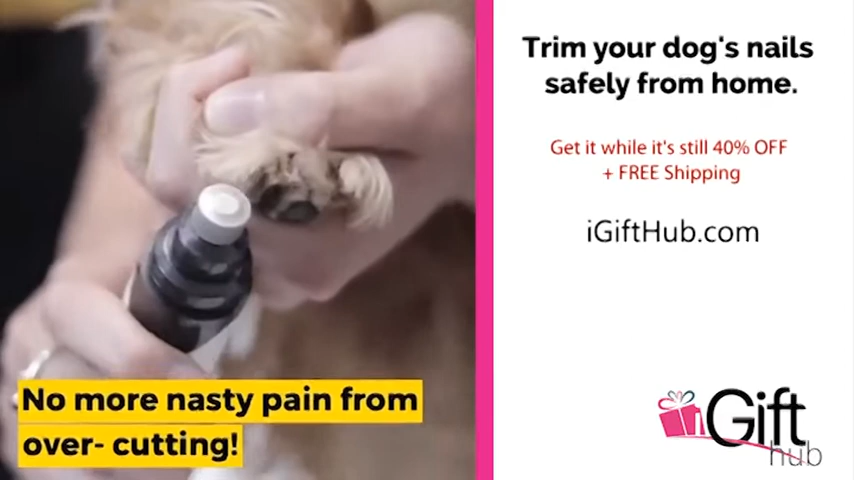 Trim your dog's nails
safely from home.
Get it while it's still 40% OFF
+ FREE Shipping
iGiftHub.com
No more nasty pain from
over- cutting!
iGift
hub